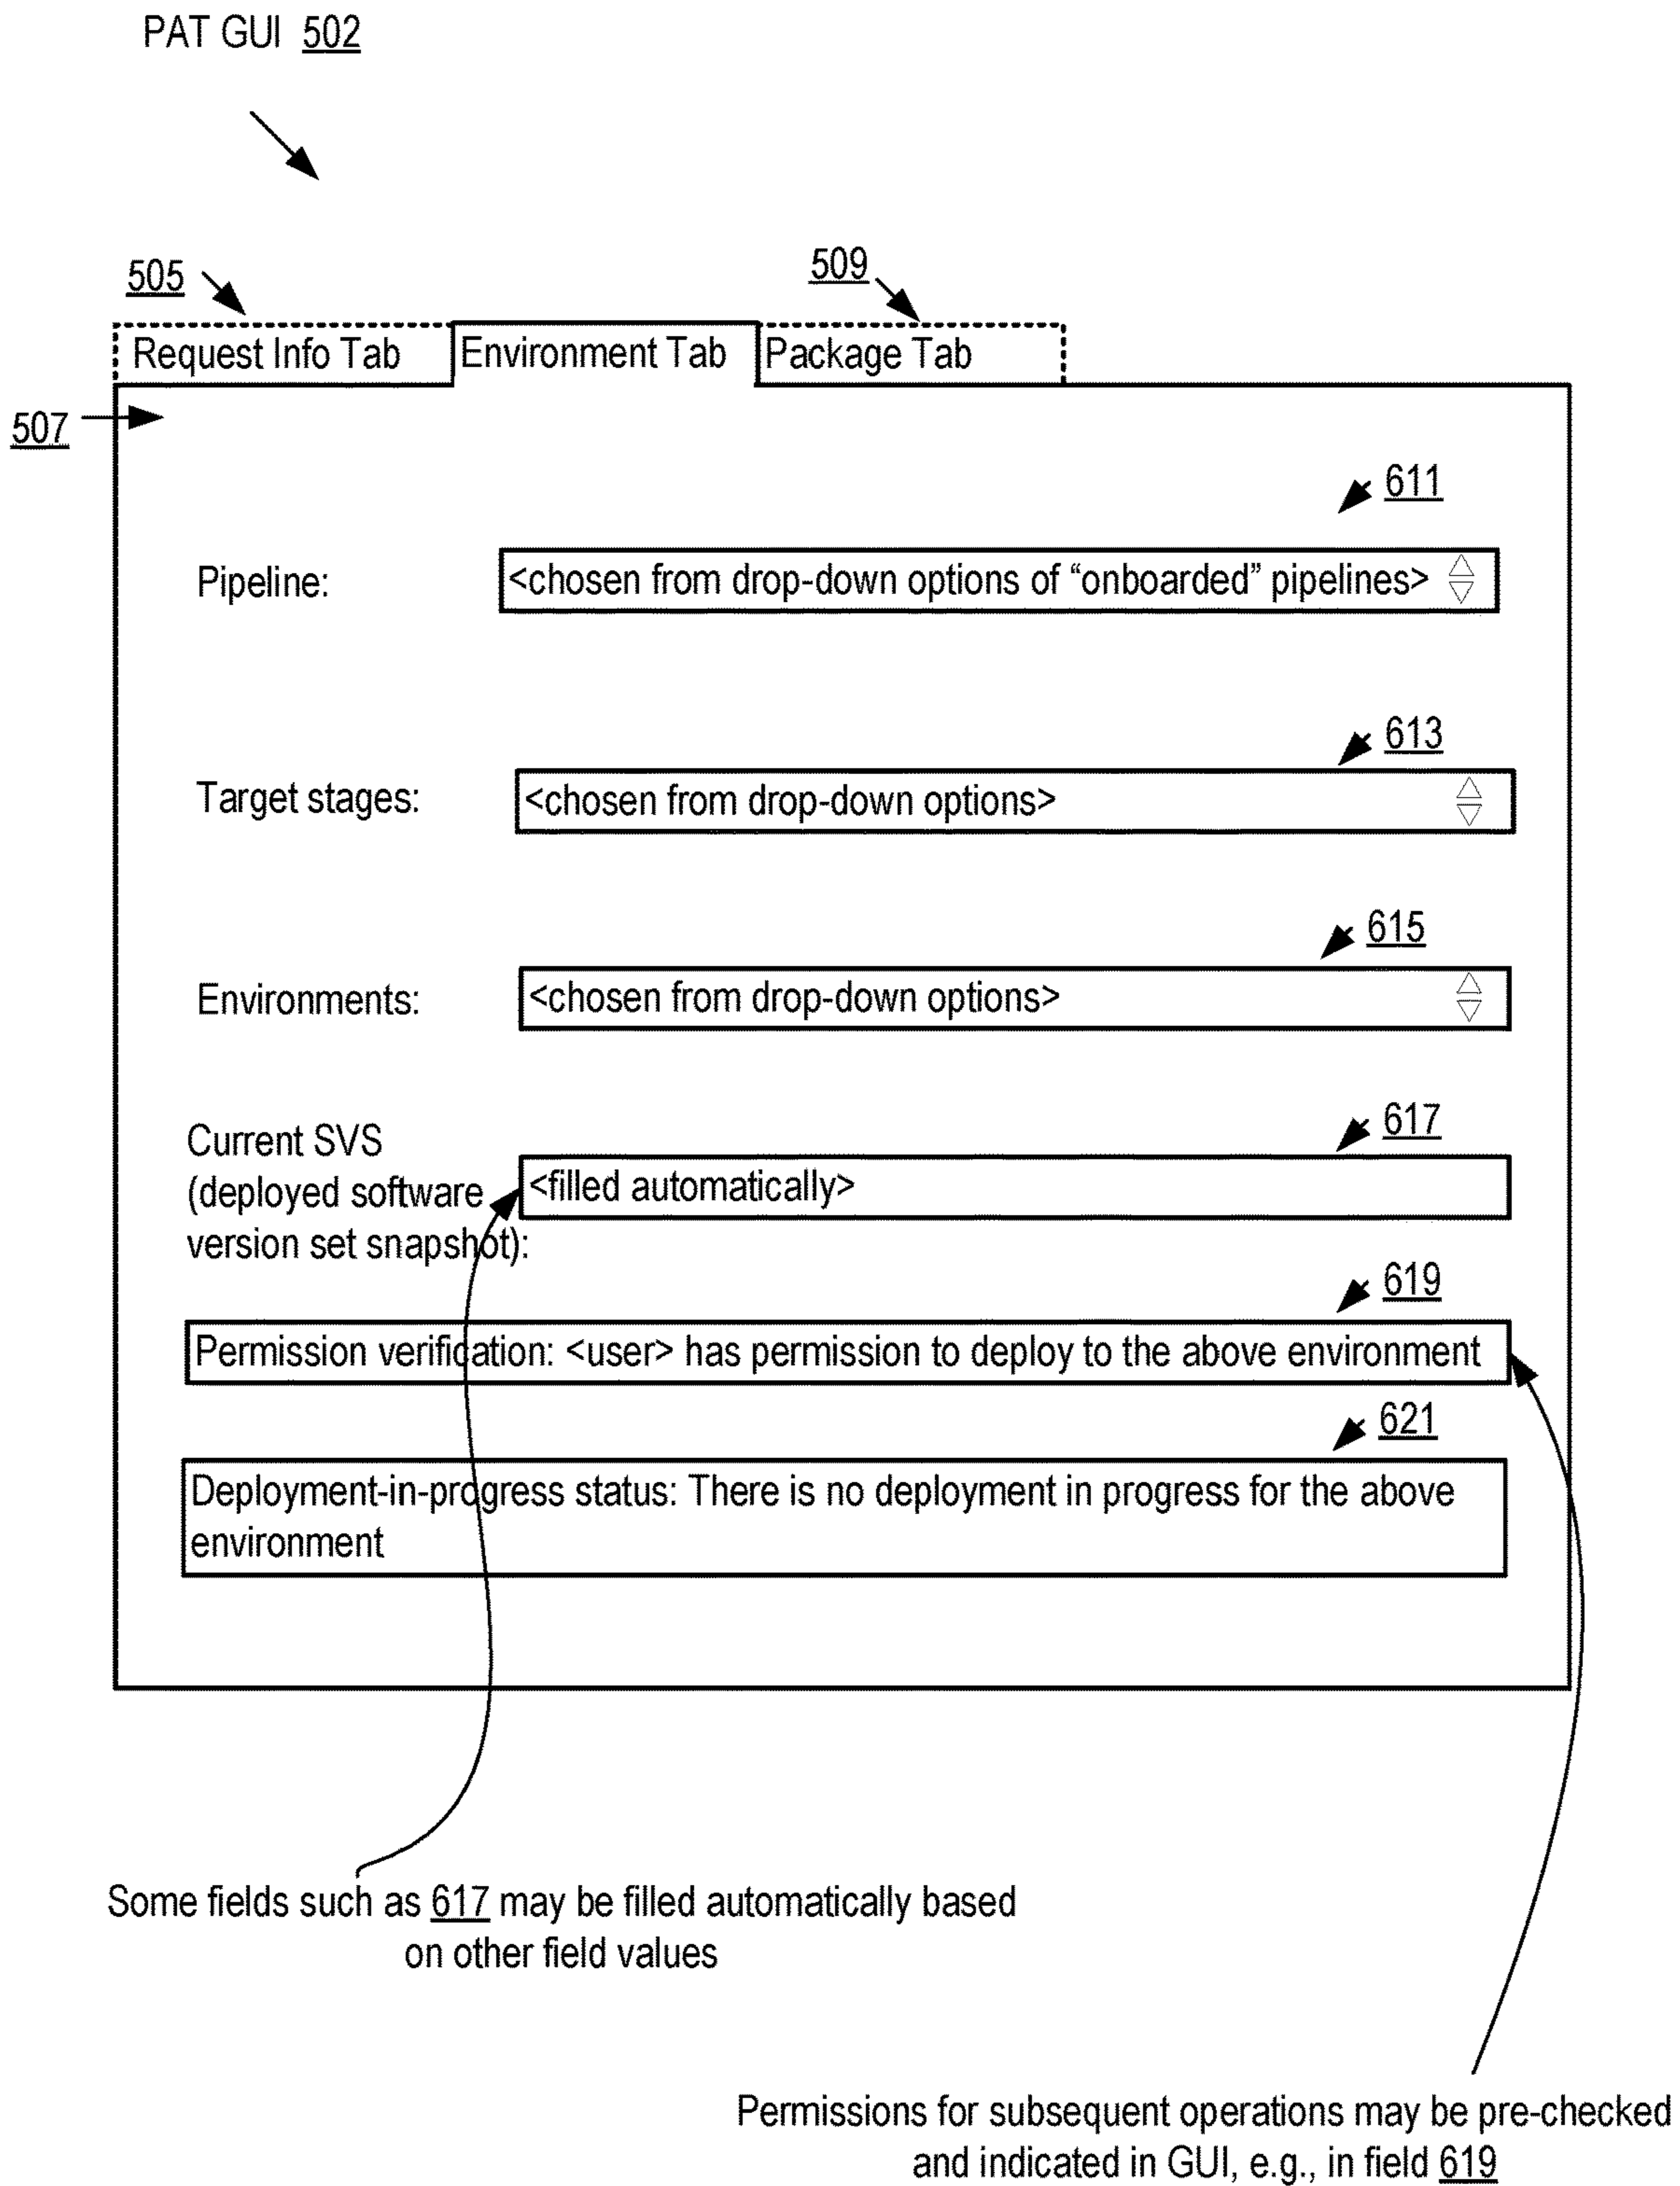 PAT GUI 502
505
509
Request Info Tab
Environment Tab
Package Tab
507
611
Pipeline:
<chosen from drop-down options of “onboarded” pipelines>
613
Target stages:
<chosen from drop-down options>
615
Environments:
<chosen from drop-down options>
617
Current SVS
(deployed software
version set snapshot):
<filled automatically>
619
Permission verification: <user> has permission to deploy to the above environment
621
Deployment-in-progress status: There is no deployment in progress for the above
environment
Some fields such as 617 may be filled automatically based
on other field values
Permissions for subsequent operations may be pre-checked
and indicated in GUI, e.g., in field 619